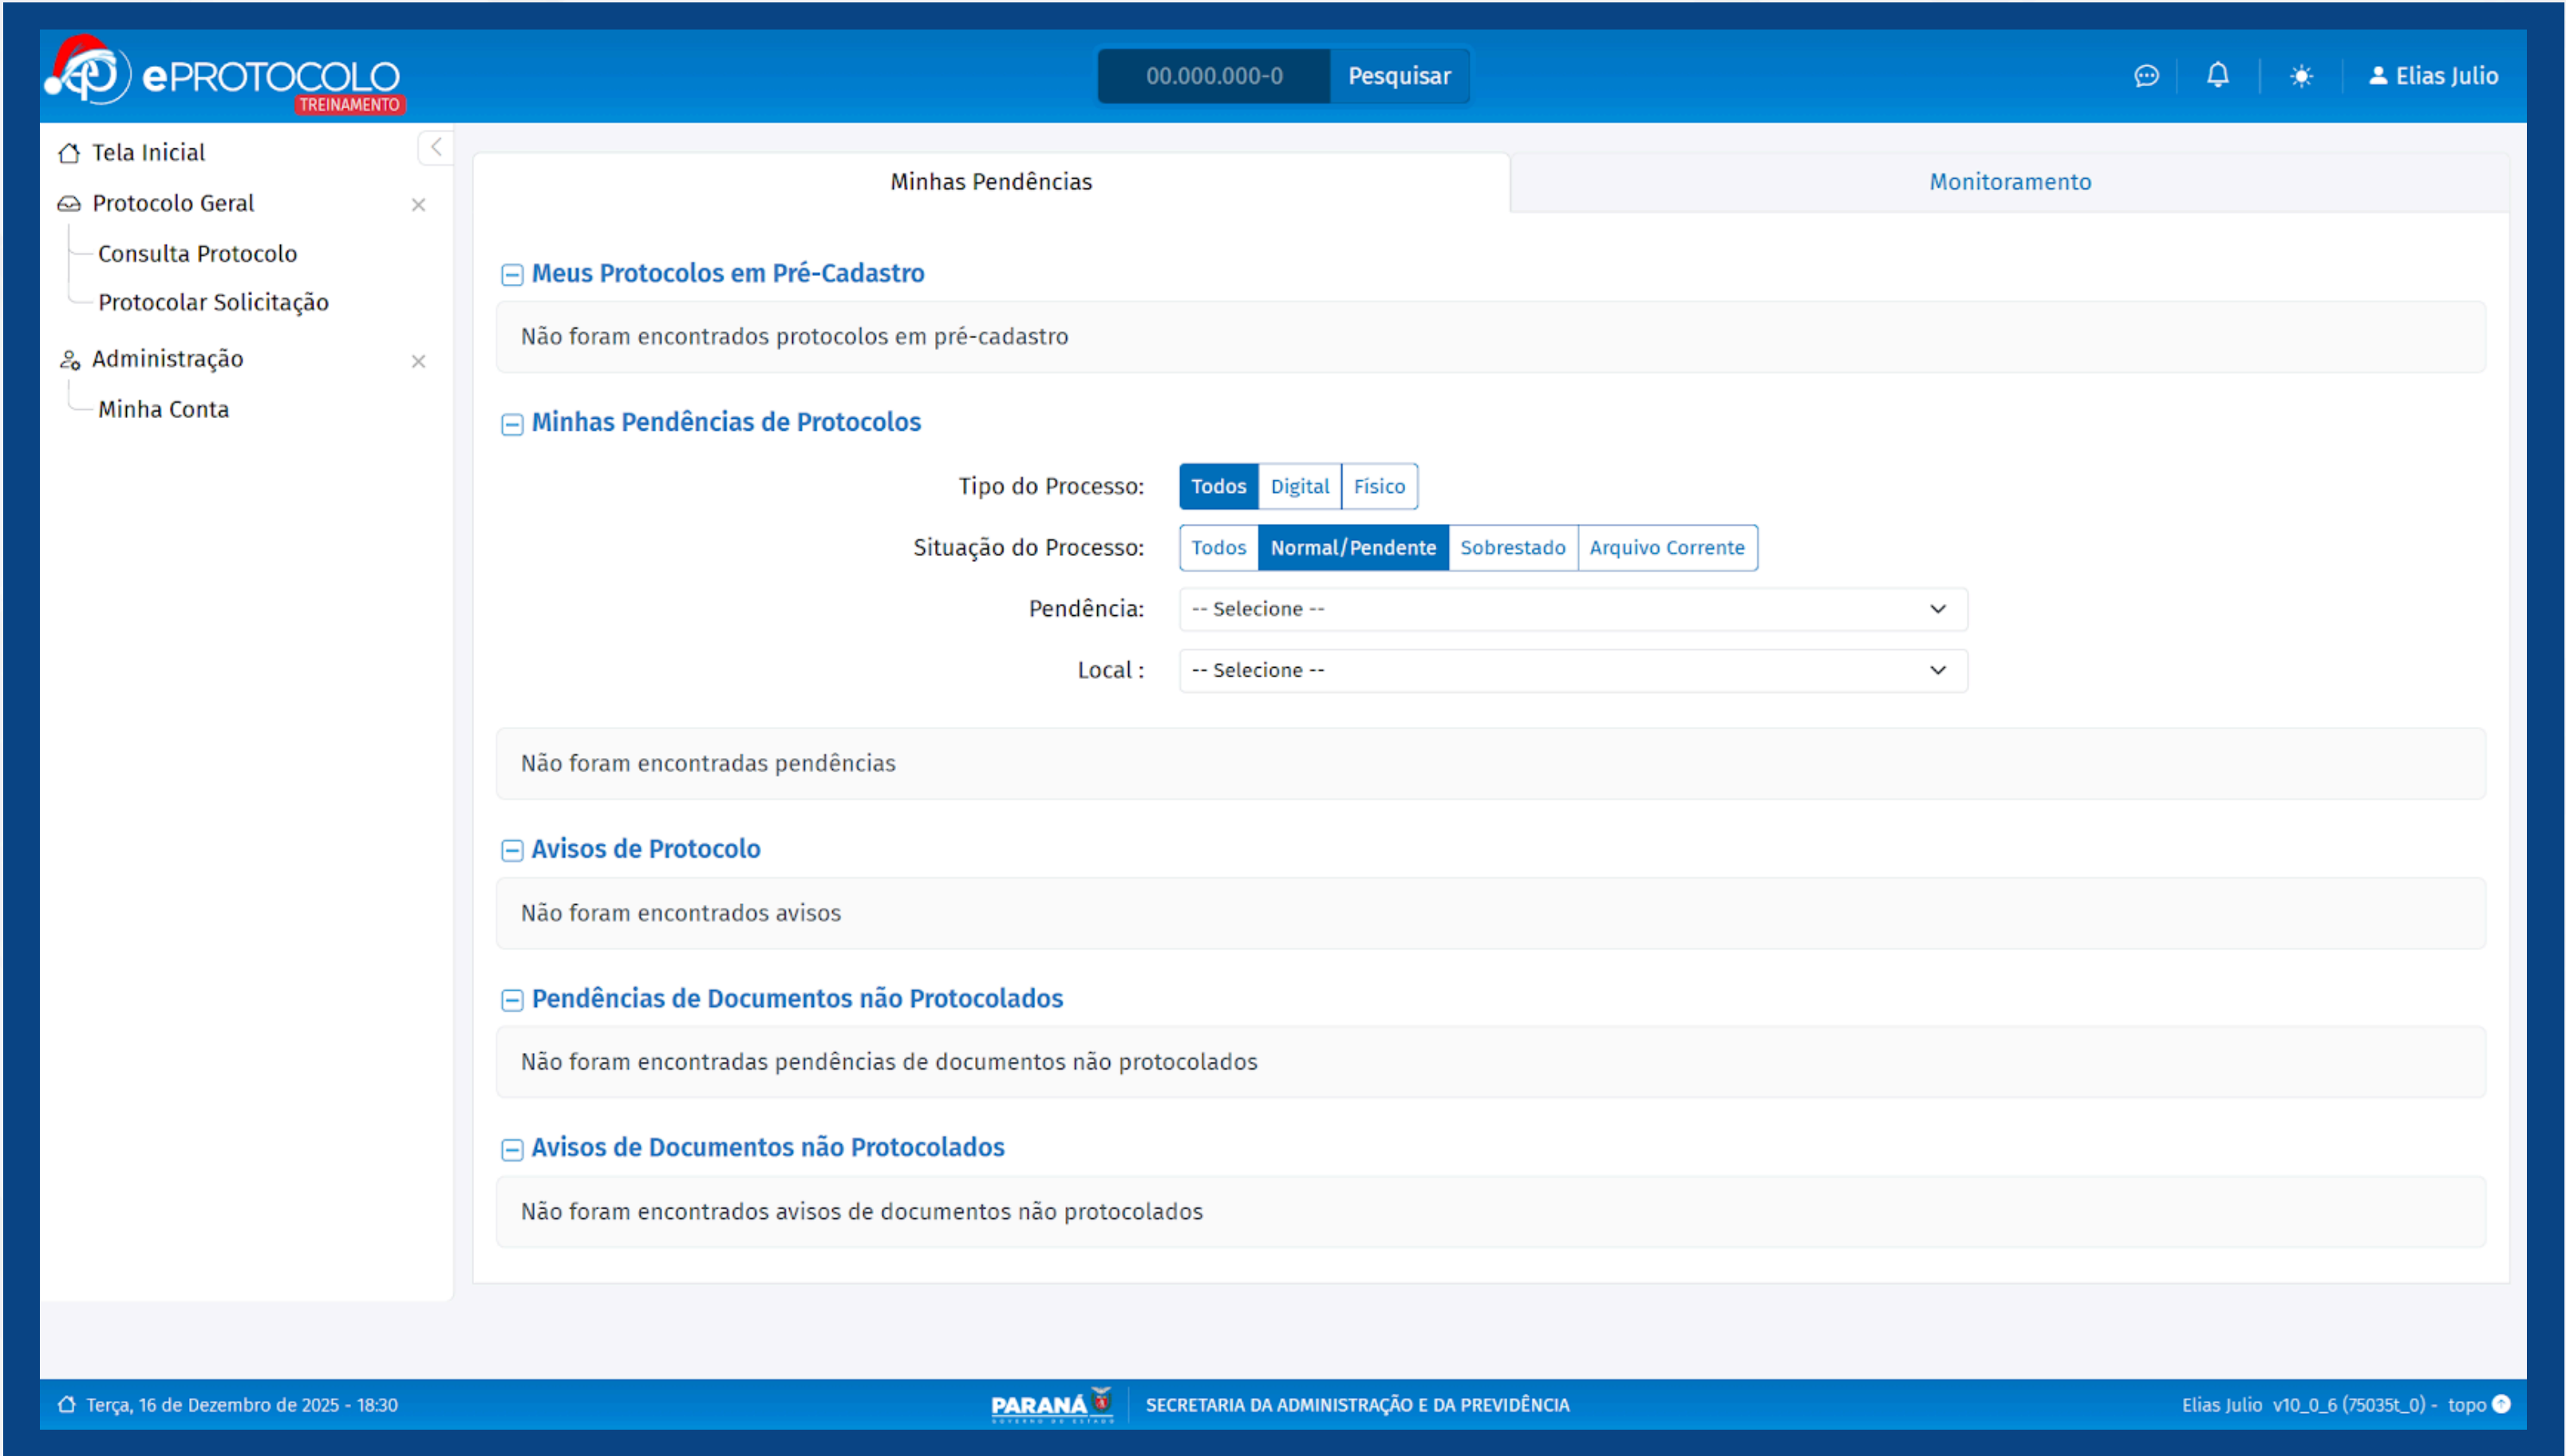 ePROTOCOLO
TREINAMENTO
00.000.000-0 Pesquisar
Elias Julio
Tela Inicial
Protocolo Geral
Consulta Protocolo
Protocolar Solicitação
Administração
Minha Conta
Minhas Pendências
Monitoramento
Meus Protocolos em Pré-Cadastro
Não foram encontrados protocolos em pré-cadastro
Minhas Pendências de Protocolos
Tipo do Processo: Todos Digital Físico
Situação do Processo: Todos Normal/Pendente Sobrestado Arquivo Corrente
Pendência: -- Selecione --
Local : -- Selecione --
Não foram encontradas pendências
Avisos de Protocolo
Não foram encontrados avisos
Pendências de Documentos não Protocolados
Não foram encontradas pendências de documentos não protocolados
Avisos de Documentos não Protocolados
Não foram encontrados avisos de documentos não protocolados
Terça, 16 de Dezembro de 2025 - 18:30
PARANÁ
GOVERNO DO ESTADO
SECRETARIA DA ADMINISTRAÇÃO E DA PREVIDÊNCIA
Elias Julio v10_0_6 (75035t_0) - topo